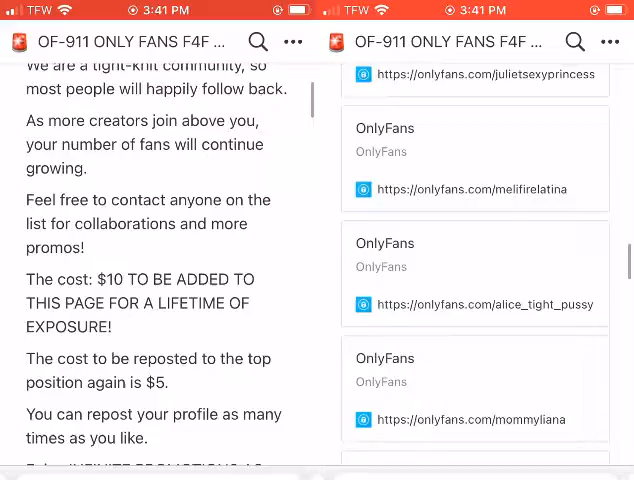 TFW 3:41 PM
OF-911 ONLY FANS F4F ...
We are a tight-knit community, so
most people will happily follow back.
As more creators join above you,
your number of fans will continue
growing.
Feel free to contact anyone on the
list for collaborations and more
promos!
The cost: $10 TO BE ADDED TO
THIS PAGE FOR A LIFETIME OF
EXPOSURE!
The cost to be reposted to the top
position again is $5.
You can repost your profile as many
times as you like.
TFW 3:41 PM
OF-911 ONLY FANS F4F ...
https://onlyfans.com/julietsexyprincess
OnlyFans
OnlyFans
https://onlyfans.com/melifirelatina
OnlyFans
OnlyFans
https://onlyfans.com/alice_tight_pussy
OnlyFans
OnlyFans
https://onlyfans.com/mommyliana